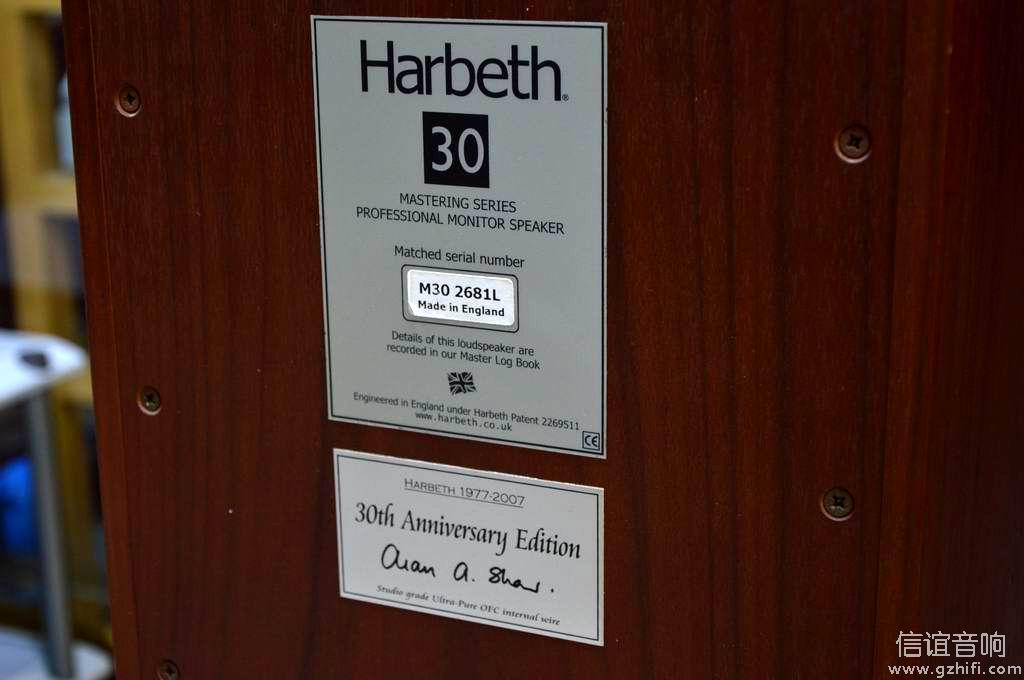 Harbeth®
30
MASTERING SERIES
PROFESSIONAL MONITOR SPEAKER
Matched serial number
M30 2681L
Made in England
Details of this loudspeaker are
recorded in our Master Log Book
Engineered in England under Harbeth Patent 2269511
www.harbeth.co.uk
CE
HARBETH 1977-2007
30th Anniversary Edition
Alan A. Shaw.
Studio grade Ultra-Pure OFC internal wire
信谊音响
www.gzhifi.com